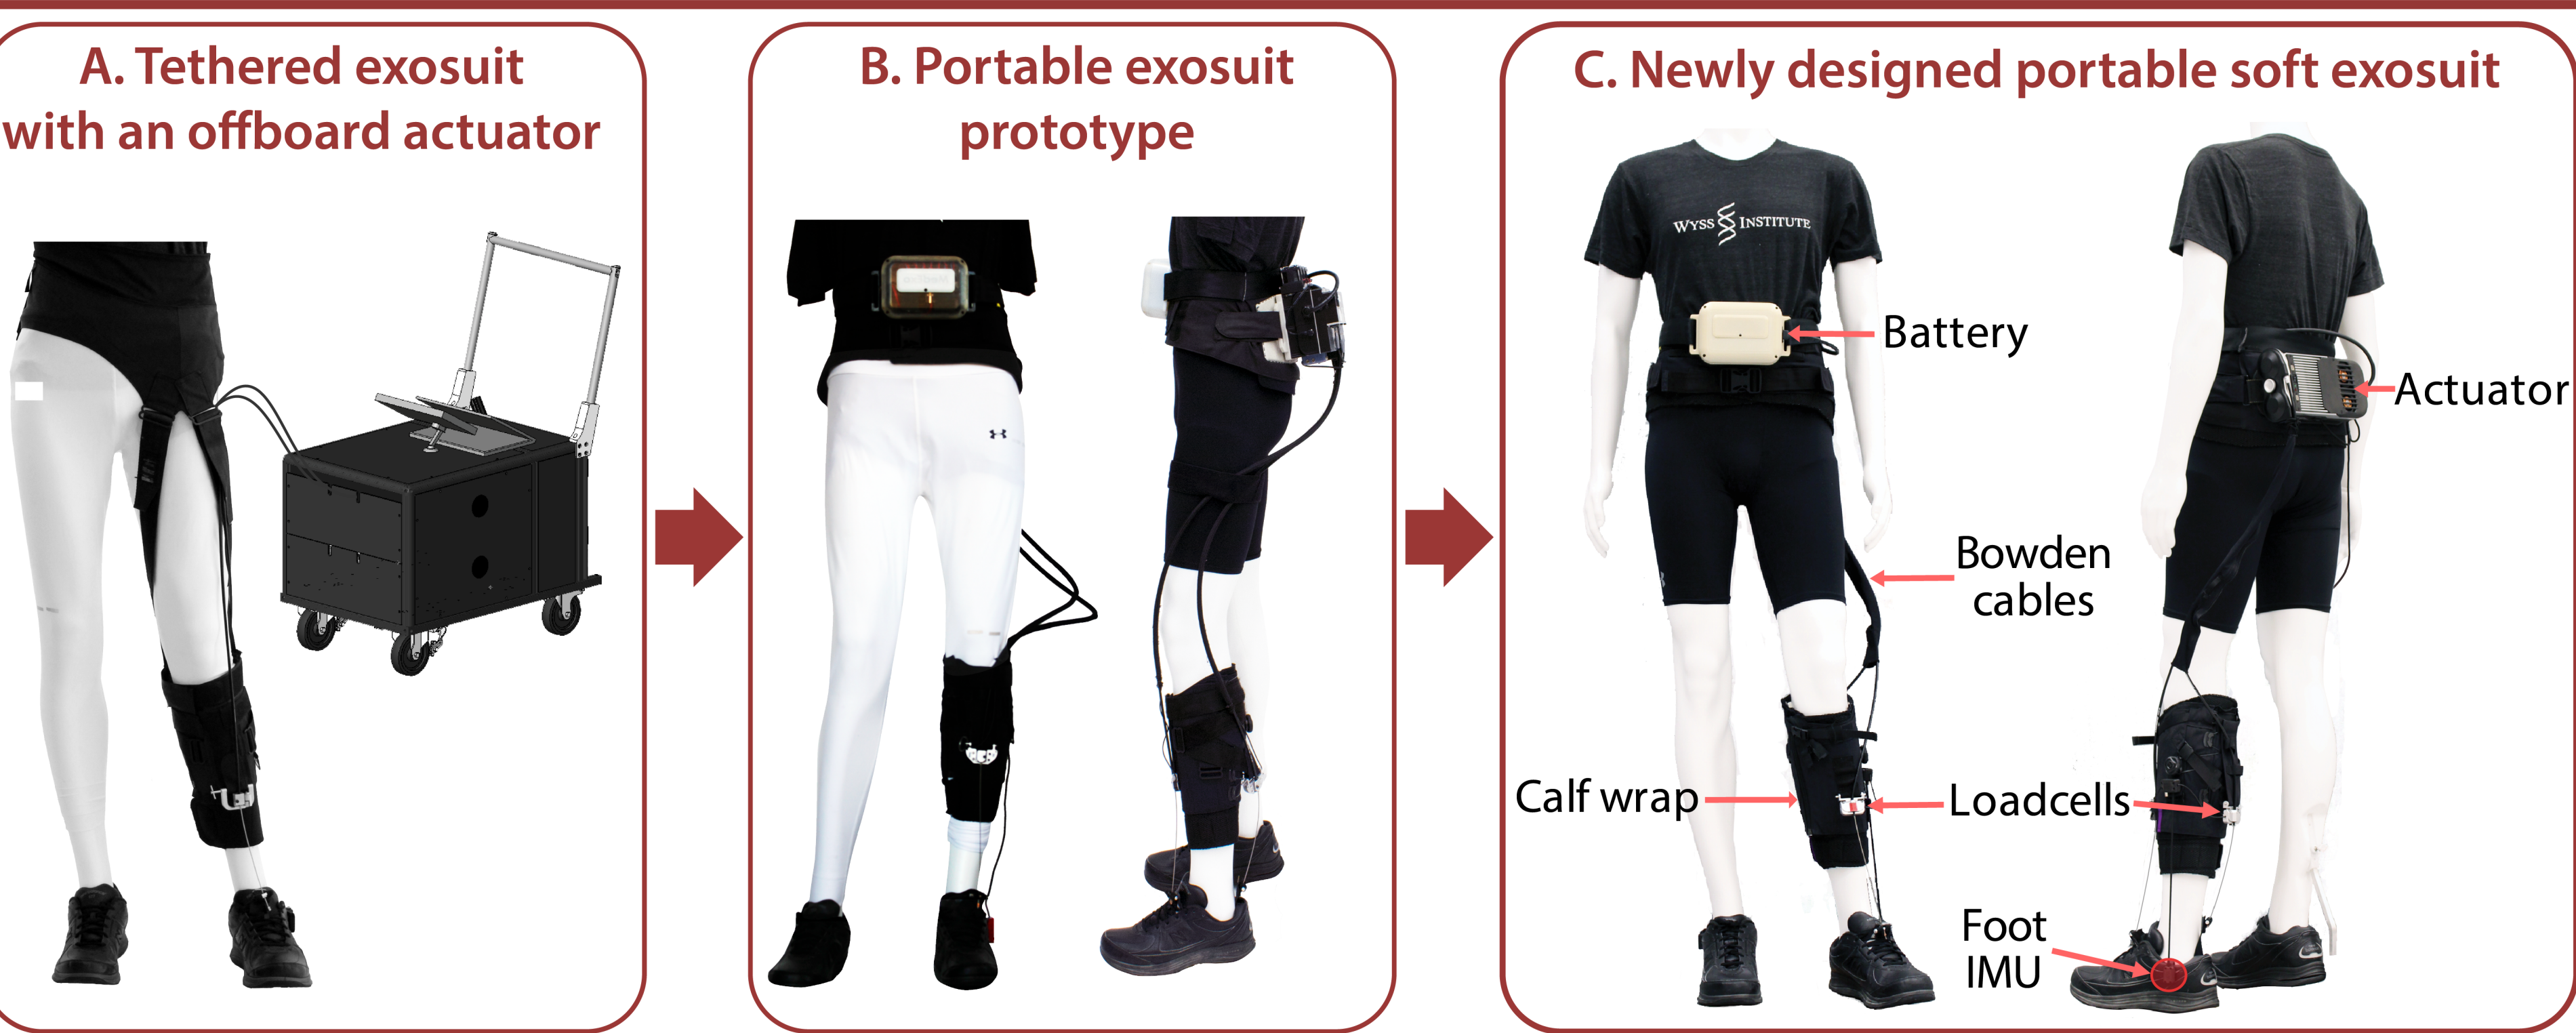 A. Tethered exosuit
with an offboard actuator
B. Portable exosuit
prototype
C. Newly designed portable soft exosuit
WYSS INSTITUTE
Battery
Actuator
Bowden
cables
Calf wrap
Loadcells
Foot
IMU